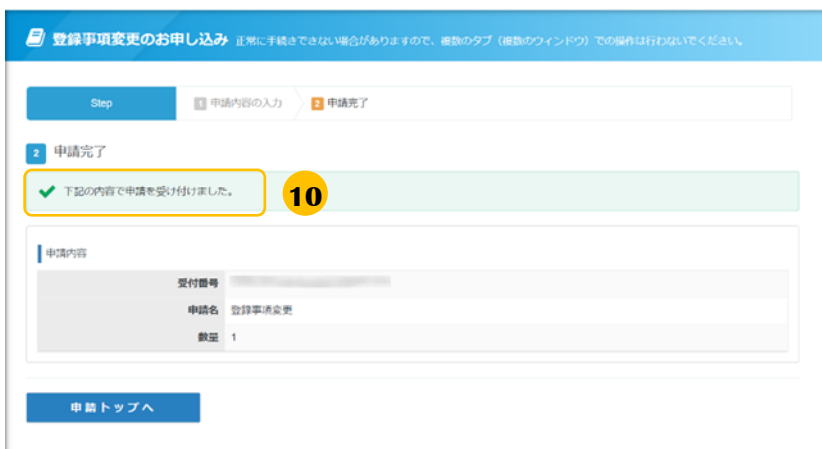 登録事項変更のお申し込み 正常に手続きできない場合がありますので、複数のタブ（複数のウィンドウ）での操作は行わないでください。
Step 1 申請内容の入力 2 申請完了
2 申請完了
下記の内容で申請を受け付けました。 10
申請内容
受付番号
申請名 登録事項変更
数量 1
申請トップへ